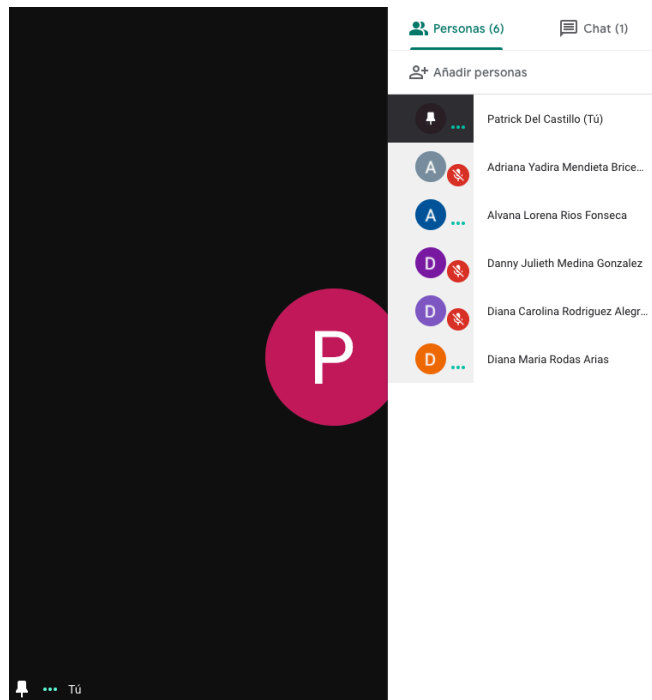 Personas (6)
Chat (1)
Añadir personas
Patrick Del Castillo (Tú)
A
Adriana Yadira Mendieta Brice...
A
Alvana Lorena Rios Fonseca
D
Danny Julieth Medina Gonzalez
D
Diana Carolina Rodriguez Alegr...
P
D
Diana Maria Rodas Arias
Tú